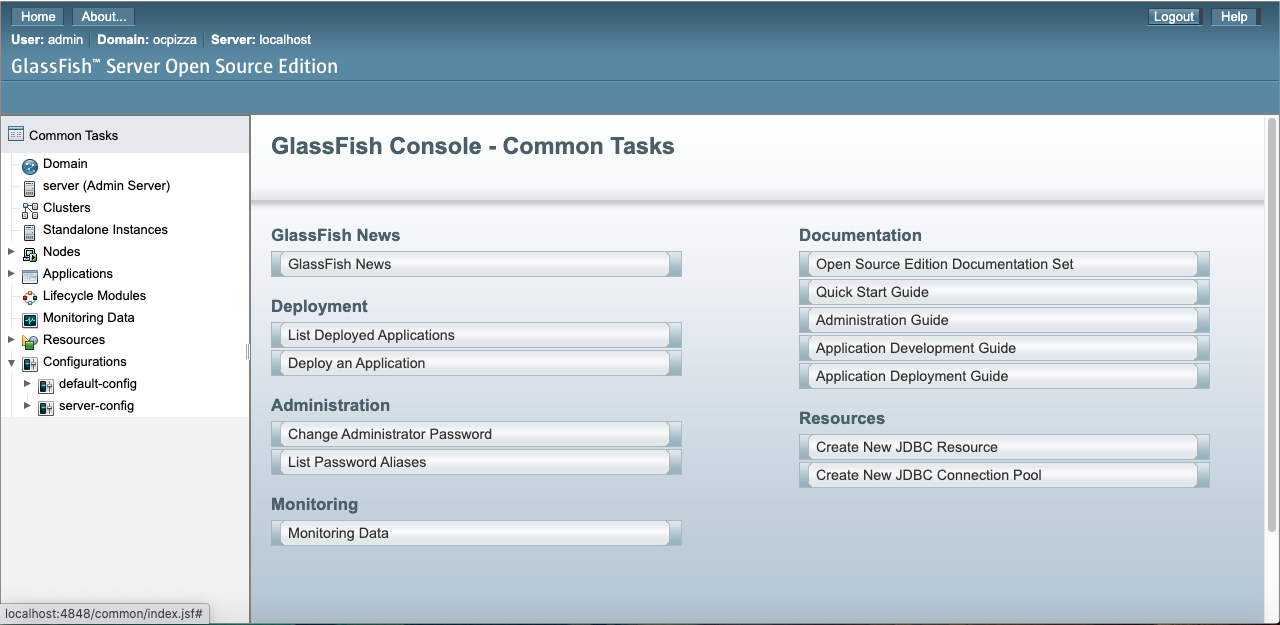 Home About... Logout Help
User: admin Domain: ocpizza Server: localhost
GlassFish™ Server Open Source Edition
Common Tasks
Domain
server (Admin Server)
Clusters
Standalone Instances
Nodes
Applications
Lifecycle Modules
Monitoring Data
Resources
Configurations
default-config
server-config
GlassFish Console - Common Tasks
GlassFish News
GlassFish News
Deployment
List Deployed Applications
Deploy an Application
Administration
Change Administrator Password
List Password Aliases
Monitoring
Monitoring Data
Documentation
Open Source Edition Documentation Set
Quick Start Guide
Administration Guide
Application Development Guide
Application Deployment Guide
Resources
Create New JDBC Resource
Create New JDBC Connection Pool
localhost:4848/common/index.jsf#